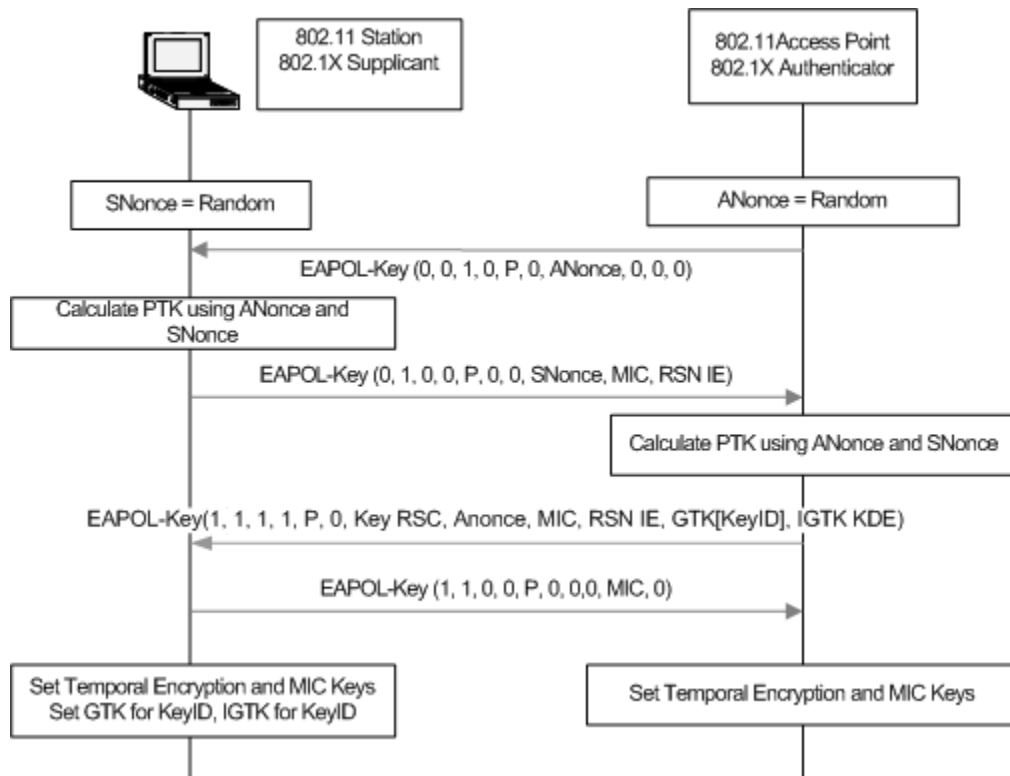 802.11 Station
802.1X Supplicant
802.11Access Point
802.1X Authenticator
SNonce = Random
ANonce = Random
EAPOL-Key (0, 0, 1, 0, P, 0, ANonce, 0, 0, 0)
Calculate PTK using ANonce and
SNonce
EAPOL-Key (0, 1, 0, 0, P, 0, 0, SNonce, MIC, RSN IE)
Calculate PTK using ANonce and SNonce
EAPOL-Key(1, 1, 1, 1, P, 0, Key RSC, Anonce, MIC, RSN IE, GTK[KeyID], IGTK KDE)
EAPOL-Key (1, 1, 0, 0, P, 0, 0,0, MIC, 0)
Set Temporal Encryption and MIC Keys
Set GTK for KeyID, IGTK for KeyID
Set Temporal Encryption and MIC Keys